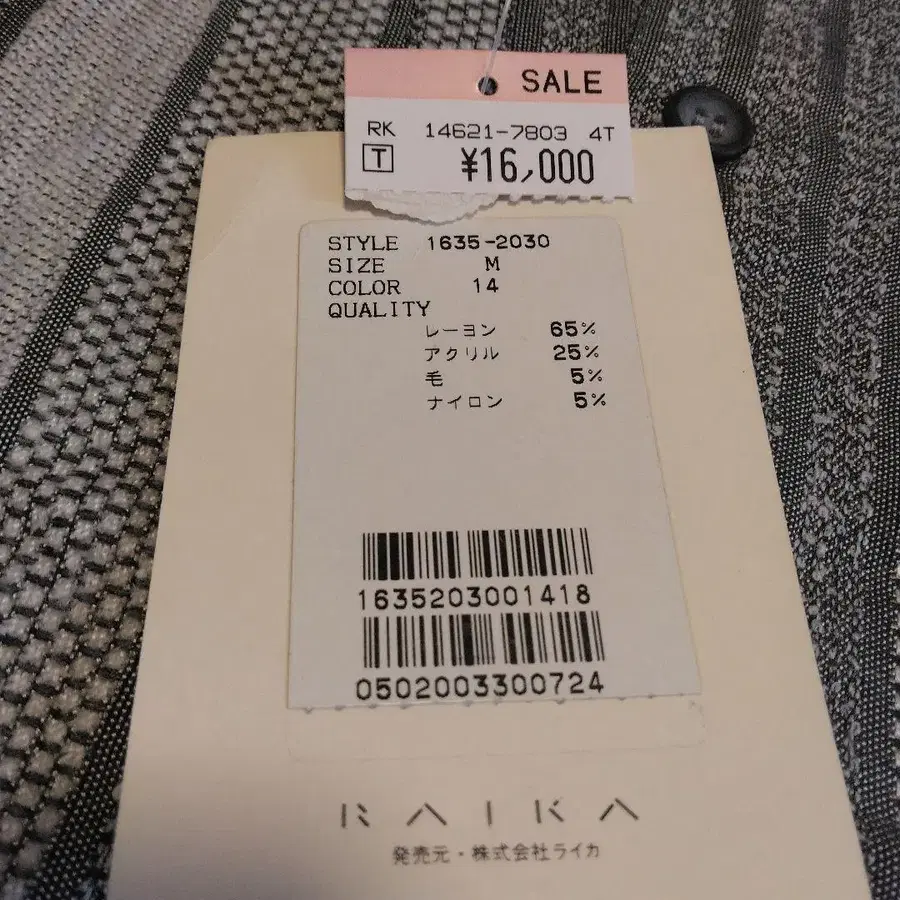 SALE
RK 14621-7803 4T
T ¥16,000
STYLE 1635-2030
SIZE M
COLOR 14
QUALITY
レーヨン 65%
アクリル 25%
毛 5%
ナイロン 5%
1635203001418
0502003300724
RAIKA
発売元・株式会社ライカ